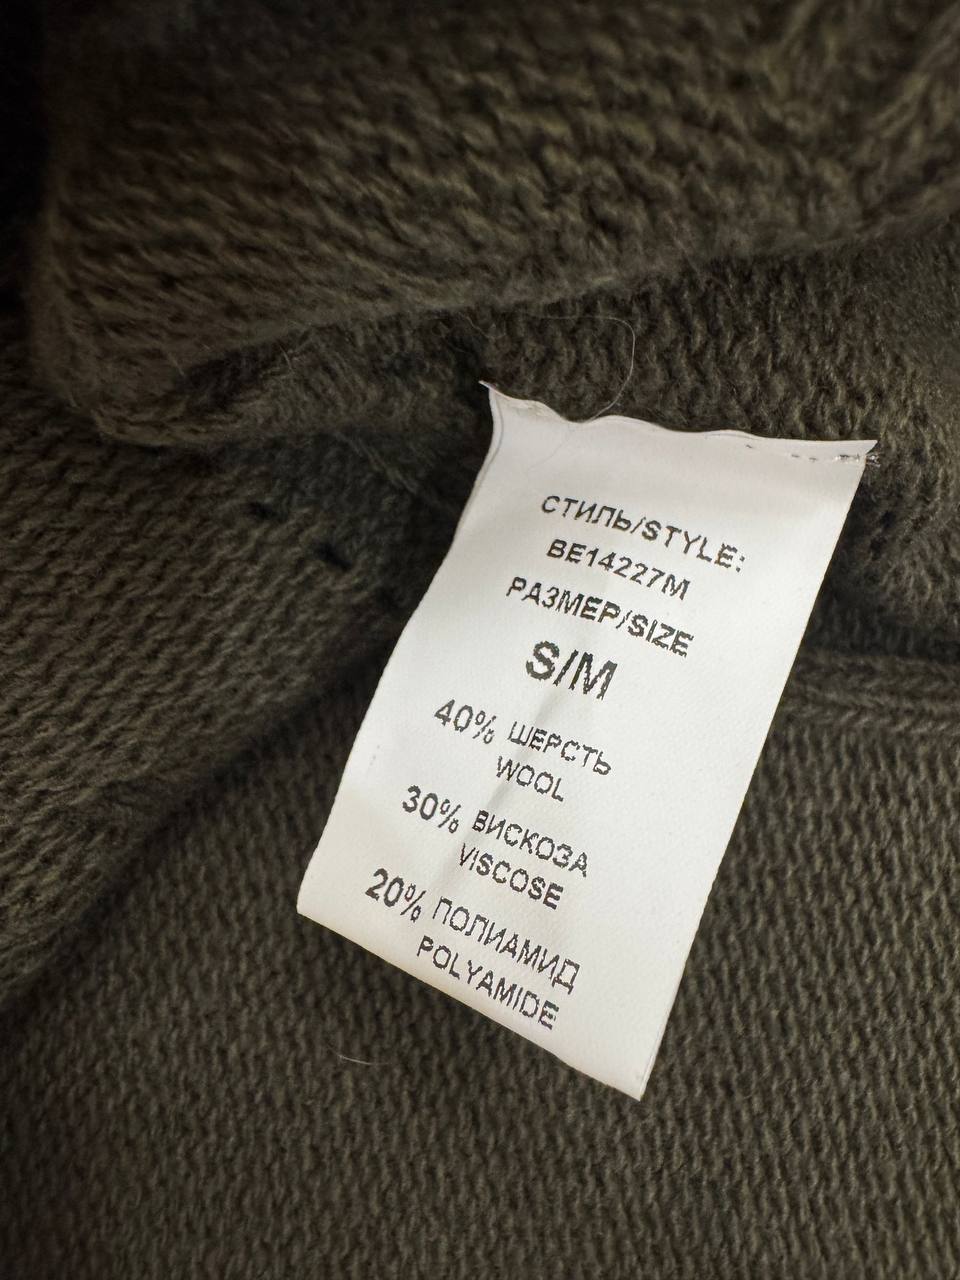 СТИЛЬ/STYLE:
BE14227M
РАЗМЕР/SIZE
S/M
40% ШЕРСТЬ
WOOL
30% ВИСКОЗА
VISCOSE
20% ПОЛИАМИД
POLYAMIDE